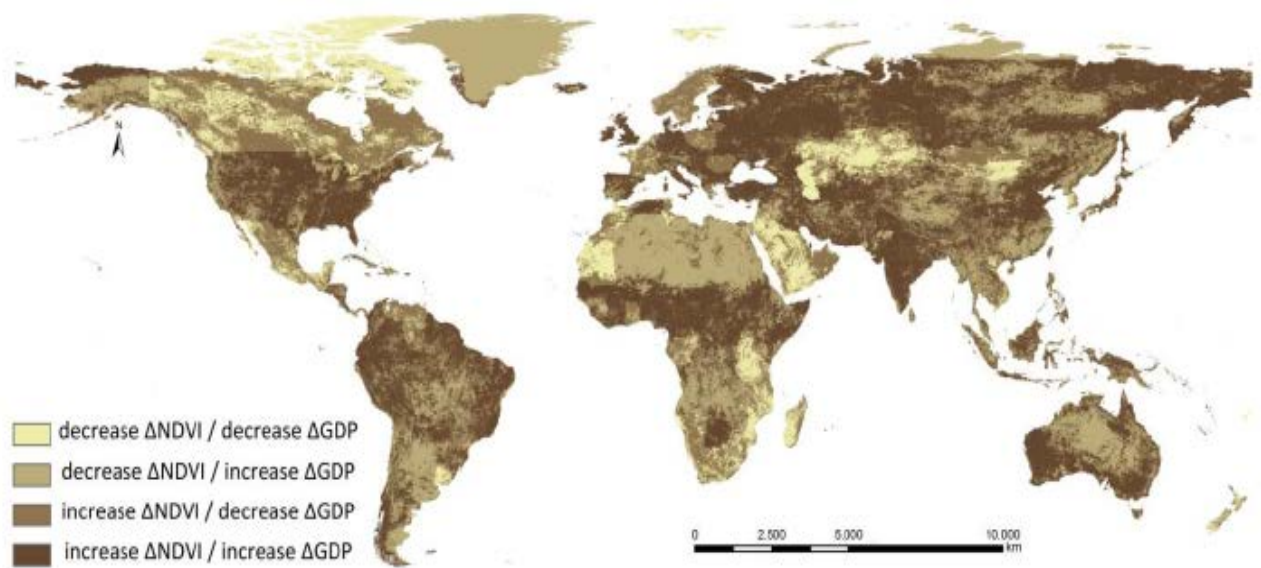 N
decrease ΔNDVI / decrease ΔGDP
decrease ΔNDVI / increase ΔGDP
increase ΔNDVI / decrease ΔGDP
increase ΔNDVI / increase ΔGDP
0 2.500 5.000 10.000
km